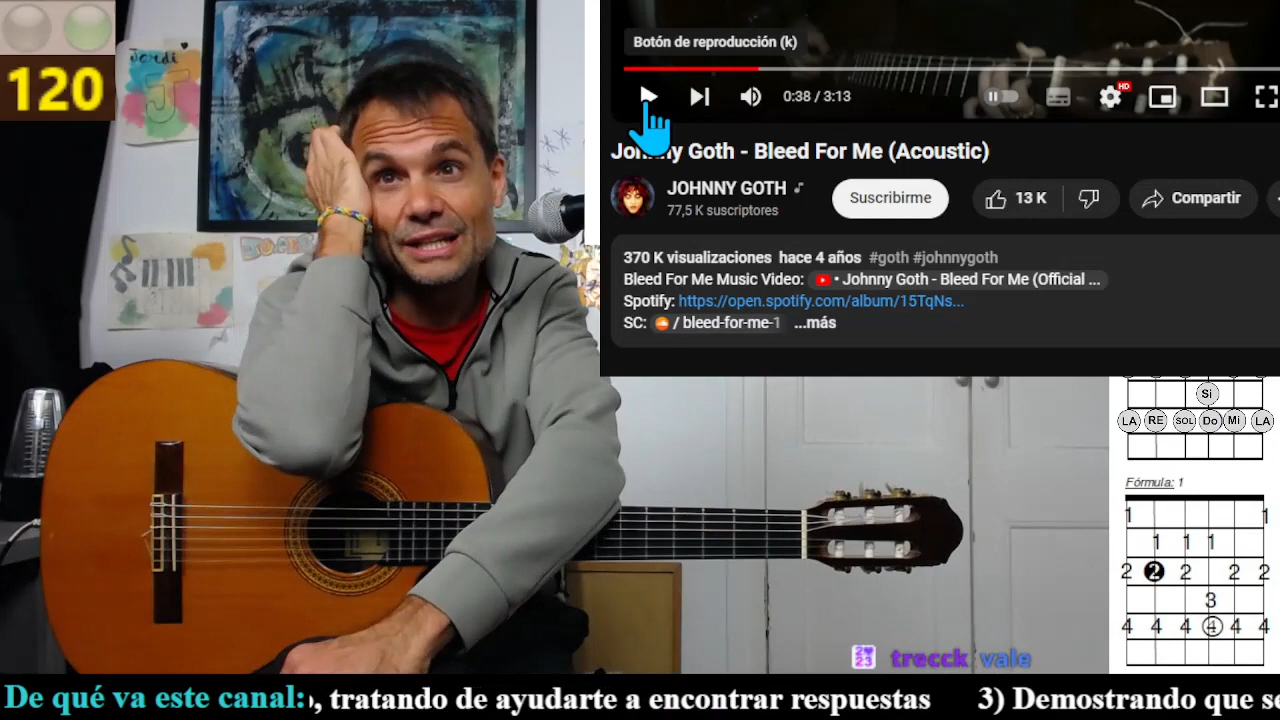 Jordi
J
120
Botón de reproducción (k)
0:38 / 3:13
HD
Johnny Goth - Bleed For Me (Acoustic)
JOHNNY GOTH
77,5 K suscriptores
Suscribirme
13 K
Compartir
370 K visualizaciones hace 4 años #goth #johnnygoth
Bleed For Me Music Video: • Johnny Goth - Bleed For Me (Official ...
Spotify: https://open.spotify.com/album/15TqNs...
SC: / bleed-for-me-1 ...más
Si
LA RE SOL Do Mi LA
Fórmula: 1
1 1
1 1 1
2 2 2 2 2
3
4 4 4 4 4 4
trecck vale
De qué va este canal: , tratando de ayudarte a encontrar respuestas 3) Demostrando que